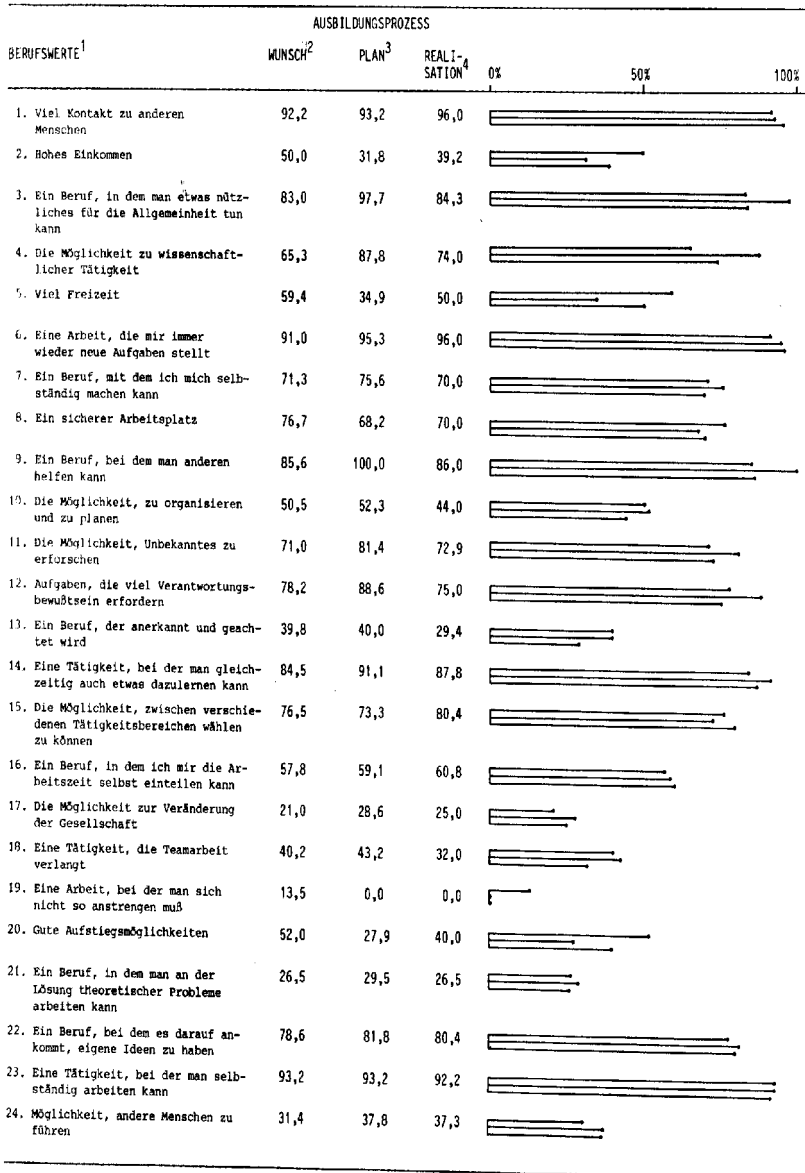 AUSBILDUNGSPROZESS
BERUFSWERTE1 WUNSCH2 PLAN3 REALI-
SATION4 0% 50% 100%
1. Viel Kontakt zu anderen 92,2 93,2 96,0
Menschen
2. Hohes Einkommen 50,0 31,8 39,2
3. Ein Beruf, in dem man etwas nütz- 83,0 97,7 84,3
liches für die Allgemeinheit tun
kann
4. Die Möglichkeit zu wissenschaft- 65,3 87,8 74,0
licher Tätigkeit
5. Viel Freizeit 59,4 34,9 50,0
6. Eine Arbeit, die mir immer 91,0 95,3 96,0
wieder neue Aufgaben stellt
7. Ein Beruf, mit dem ich mich selb- 71,3 75,6 70,0
ständig machen kann
8. Ein sicherer Arbeitsplatz 76,7 68,2 70,0
9. Ein Beruf, bei dem man anderen 85,6 100,0 86,0
helfen kann
10. Die Möglichkeit, zu organisieren 50,5 52,3 44,0
und zu planen
11. Die Möglichkeit, Unbekanntes zu 71,0 81,4 72,9
erforschen
12. Aufgaben, die viel Verantwortungs- 78,2 88,6 75,0
bewußtsein erfordern
13. Ein Beruf, der anerkannt und geach- 39,8 40,0 29,4
tet wird
14. Eine Tätigkeit, bei der man gleich- 84,5 91,1 87,8
zeitig auch etwas dazulernen kann
15. Die Möglichkeit, zwischen verschie- 76,5 73,3 80,4
denen Tätigkeitsbereichen wählen
zu können
16. Ein Beruf, in dem ich mir die Ar- 57,8 59,1 60,8
beitszeit selbst einteilen kann
17. Die Möglichkeit zur Veränderung 21,0 28,6 25,0
der Gesellschaft
18. Eine Tätigkeit, die Teamarbeit 40,2 43,2 32,0
verlangt
19. Eine Arbeit, bei der man sich 13,5 0,0 0,0
nicht so anstrengen muß
20. Gute Aufstiegsmöglichkeiten 52,0 27,9 40,0
21. Ein Beruf, in dem man an der 26,5 29,5 26,5
Lösung theoretischer Probleme
arbeiten kann
22. Ein Beruf, bei dem es darauf an- 78,6 81,8 80,4
kommt, eigene Ideen zu haben
23. Eine Tätigkeit, bei der man selb- 93,2 93,2 92,2
ständig arbeiten kann
24. Möglichkeit, andere Menschen zu 31,4 37,8 37,3
führen